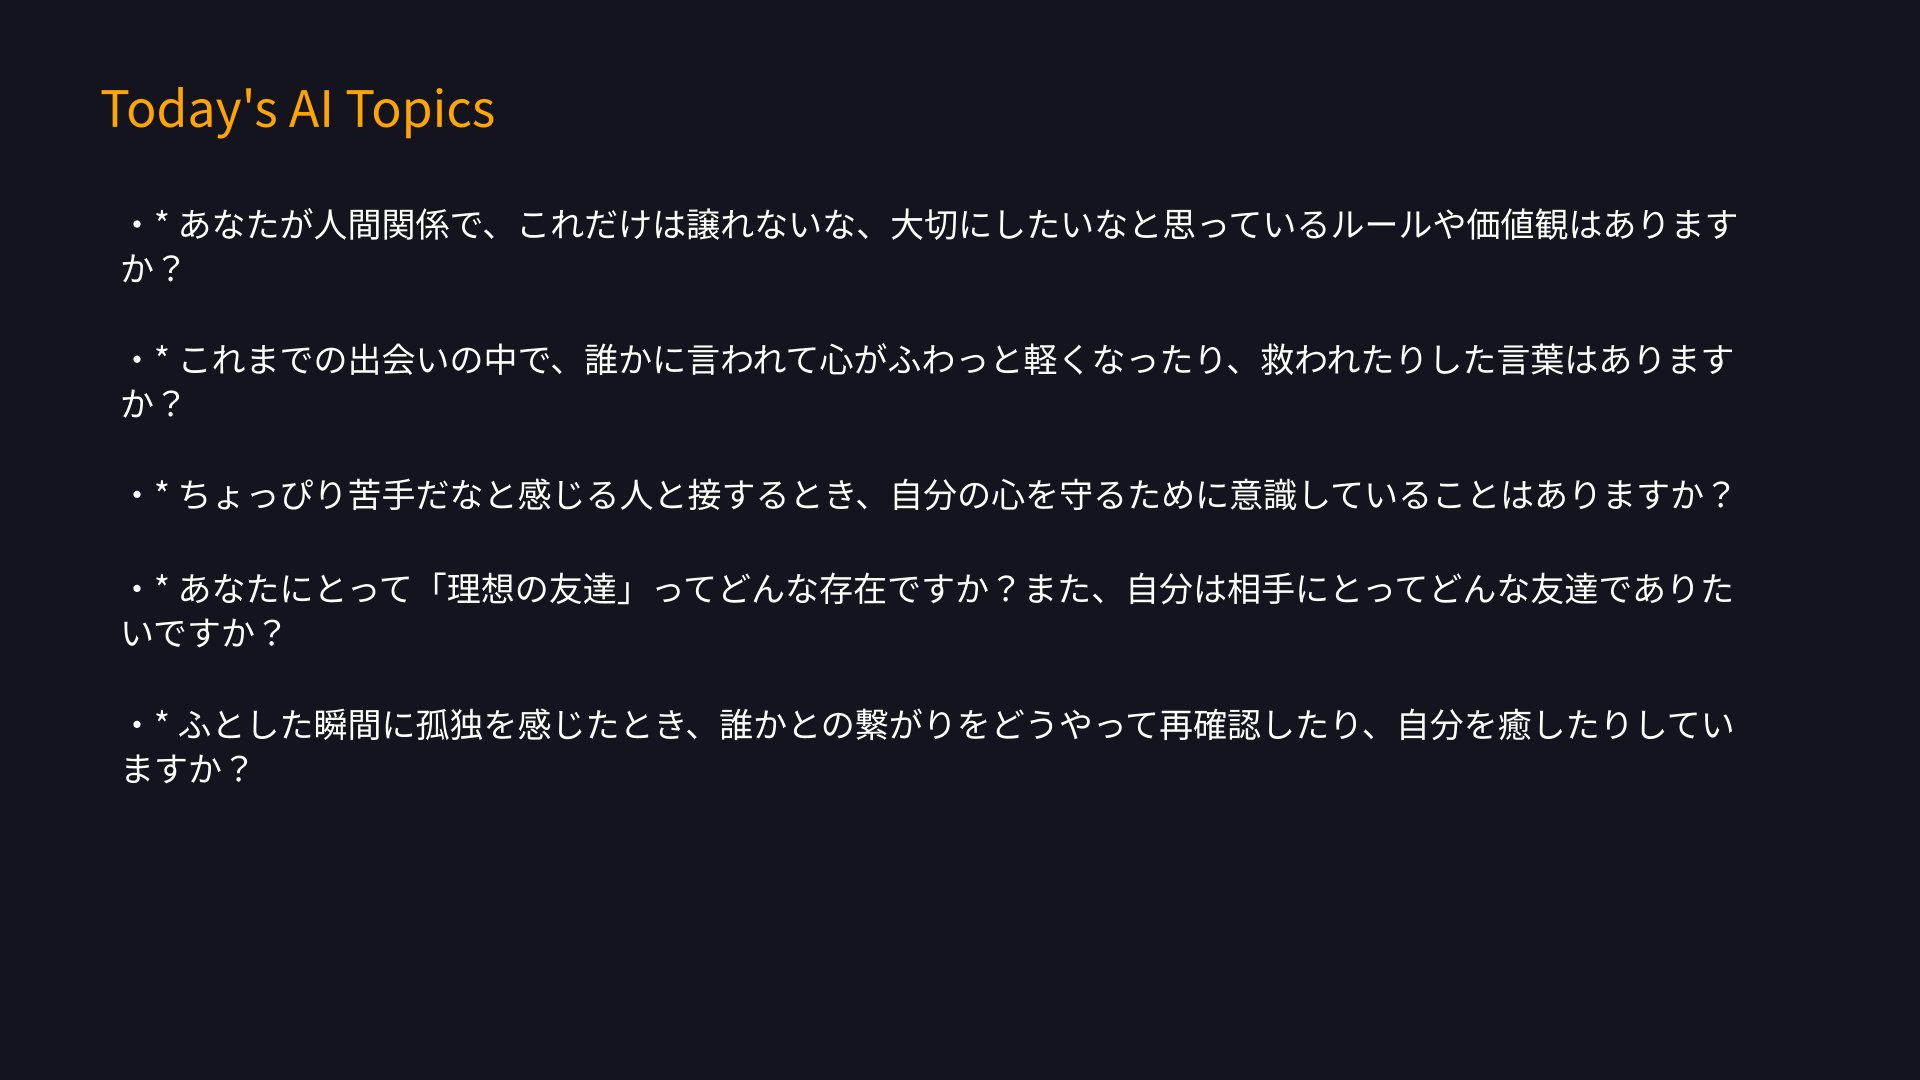 Today's AI Topics
・* あなたが人間関係で、これだけは譲れないな、大切にしたいなと思っているルールや価値観はあります
か？
・* これまでの出会いの中で、誰かに言われて心がふわっと軽くなったり、救われたりした言葉はあります
か？
・* ちょっぴり苦手だなと感じる人と接するとき、自分の心を守るために意識していることはありますか？
・* あなたにとって「理想の友達」ってどんな存在ですか？また、自分は相手にとってどんな友達でありた
いですか？
・* ふとした瞬間に孤独を感じたとき、誰かとの繋がりをどうやって再確認したり、自分を癒したりしてい
ますか？